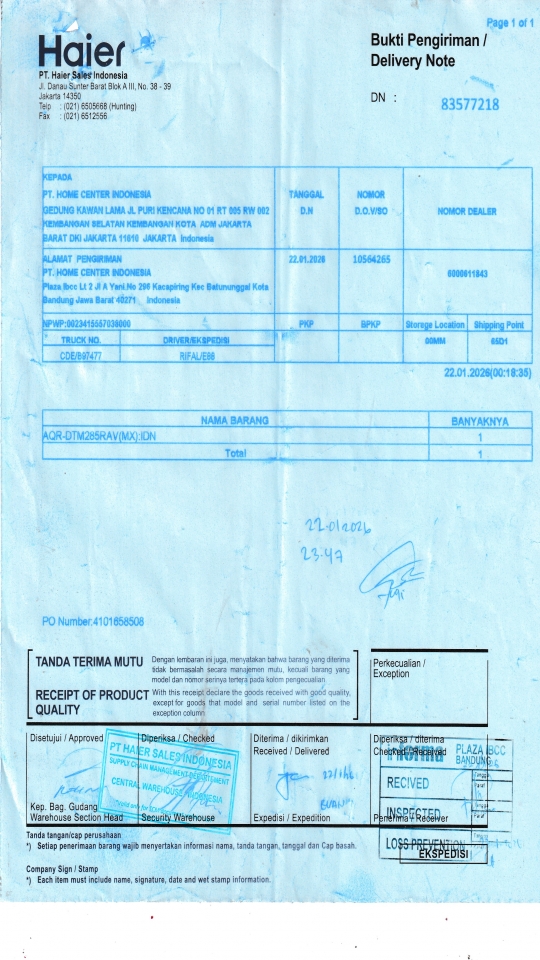 Page 1 of 1
Haier
Bukti Pengiriman /
Delivery Note
PT. Haier Sales Indonesia
Jl. Danau Sunter Barat Blok A III, No. 38 - 39
Jakarta 14350
Telp : (021) 6505668 (Hunting)
Fax : (021) 6512556
DN : 83577218
KEPADA
PT. HOME CENTER INDONESIA
GEDUNG KAWAN LAMA JL PURI KENCANA NO 01 RT 005 RW 002
KEMBANGAN SELATAN KEMBANGAN KOTA ADM JAKARTA
BARAT DKI JAKARTA 11610 JAKARTA Indonesia
TANGGAL
D.N
NOMOR
D.O.V/SO
NOMOR DEALER
ALAMAT PENGIRIMAN
PT. HOME CENTER INDONESIA
Plaza Ibcc Lt 2 Jl A Yani No 296 Kacapiring Kec Batununggal Kota
Bandung Jawa Barat 40271 Indonesia
22.01.2026
10564265
6000611843
NPWP:0023415557036000
PKP
BPKP
Storege Location
Shipping Point
TRUCK NO.
DRIVER/EKSPEDISI
00MM
65D1
CDE/B97477
RIFAL/E66
22.01.2026(00:18:35)
NAMA BARANG
BANYAKNYA
AQR-DTM285RAV(MX):IDN
1
Total
1
22-01/2026
23-47
PO Number:4101658508
TANDA TERIMA MUTU
Dengan lembaran ini juga, menyatakan bahwa barang yang diterima
tidak bermasalah secara manajemen mutu, kecuali barang yang
model dan nomor serinya tertera pada kolom pengecualian
RECEIPT OF PRODUCT
QUALITY
With this receipt declare the goods received with good quality,
except for goods that model and serial number listed on the
exception column
Perkecualian /
Exception
Disetujui / Approved
Diperiksa / Checked
Diterima / dikirimkan
Received / Delivered
Diperiksa / diterima
Checked / Received
PT HAIER SALES INDONESIA
SUPPLY CHAIN MANAGEMENT DEPARTEMENT
CENTRAL WAREHOUSE INDONESIA
informa
PLAZA IBCC
BANDUNG
RECIVED
INSPECTED
LOSS PREVENTION
EKSPEDISI
Kep. Bag. Gudang
Warehouse Section Head
Security Warehouse
Expedisi / Expedition
Penerima / Receiver
Tanda tangan/cap perusahaan
*) Setiap penerimaan barang wajib menyertakan informasi nama, tanda tangan, tanggal dan Cap basah.
Company Sign / Stamp
*) Each item must include name, signature, date and wet stamp information.